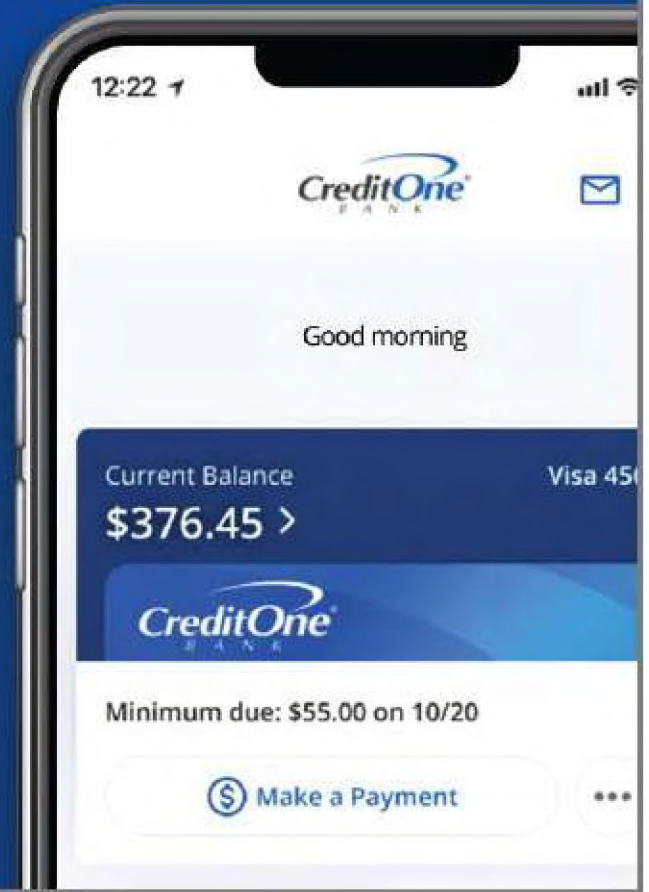 12:22
CreditOne®
BANK
Good morning
Current Balance
Visa 456
$376.45 >
CreditOne®
BANK
Minimum due: $55.00 on 10/20
$ Make a Payment
•••